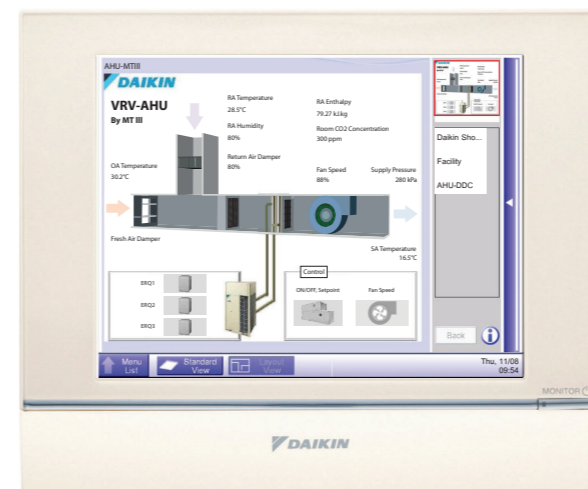 AHU-MTIII
DAIKIN
VRV-AHU
By MT III
RA Temperature
28.5°C
RA Enthalpy
79.27 kJ.kg
RA Humidity
80%
Room CO2 Concentration
300 ppm
OA Temperature
30.2°C
Return Air Damper
80%
Fan Speed
88%
Supply Pressure
280 kPa
Fresh Air Damper
SA Temperature
16.5°C
ERQ1
ERQ2
ERQ3
Control
ON/OFF, Setpoint
Fan Speed
Daikin Sho...
Facility
AHU-DDC
Back
Menu
List
Standard
View
Layout
View
Thu, 11/08
09:54
MONITOR
DAIKIN